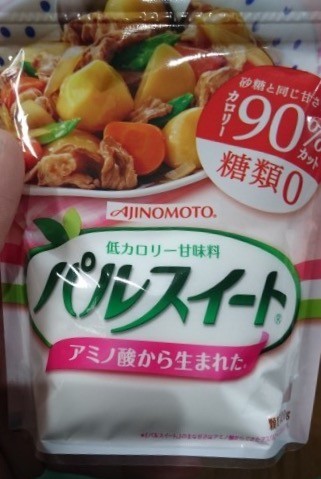 砂糖と同じ甘さ
カロリー90%カット
糖類0
AJINOMOTO®
低カロリー甘味料
パルスイート®
アミノ酸から生まれた